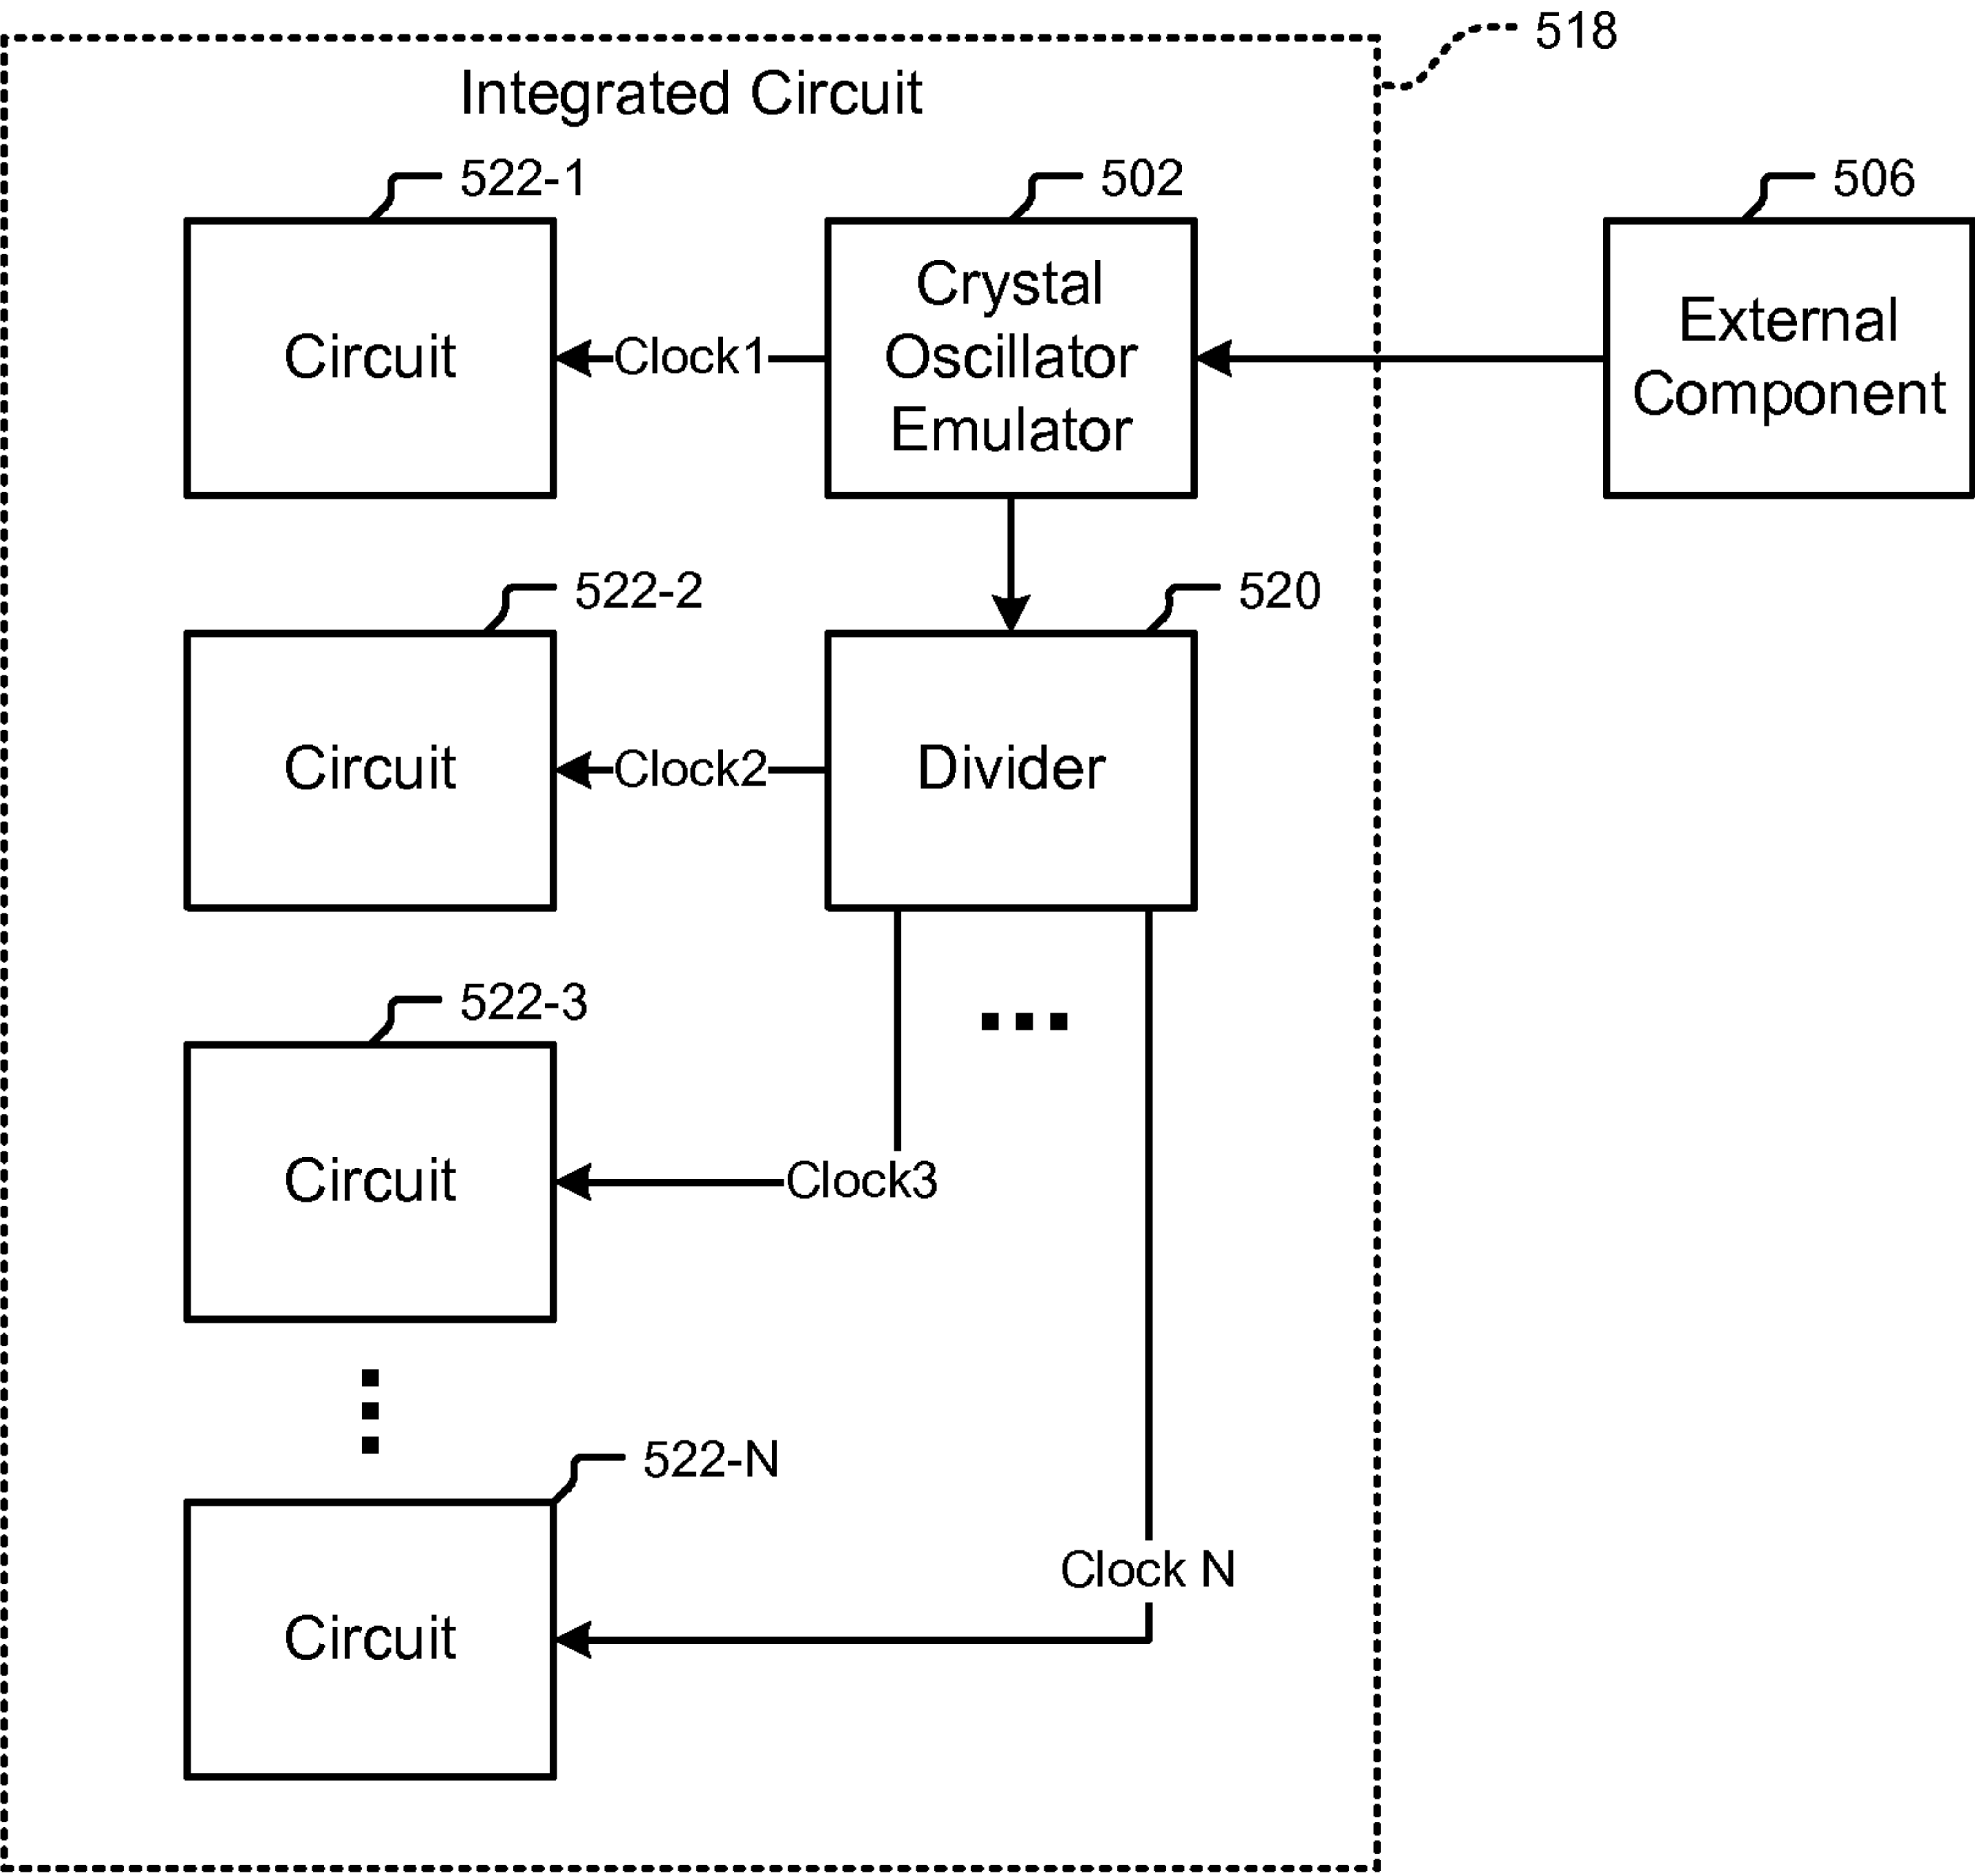 518
Integrated Circuit
522-1
502
506
Circuit
Clock1
Crystal
Oscillator
Emulator
External
Component
522-2
520
Circuit
Clock2
Divider
522-3
Circuit
Clock3
522-N
Clock N
Circuit